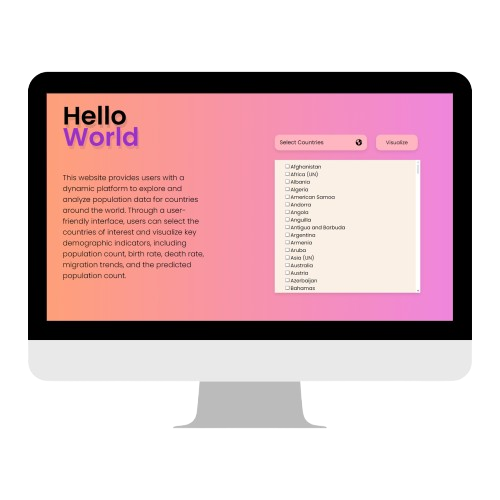 Hello
World
This website provides users with a
dynamic platform to explore and
analyze population data for countries
around the world. Through a user-
friendly interface, users can select the
countries of interest and visualize key
demographic indicators, including
population count, birth rate, death rate,
migration trends, and the predicted
population count.
Select Countries
Visualize
Afghanistan
Africa (UN)
Albania
Algeria
American Samoa
Andorra
Angola
Anguilla
Antigua and Barbuda
Argentina
Armenia
Aruba
Asia (UN)
Australia
Austria
Azerbaijan
Bahamas